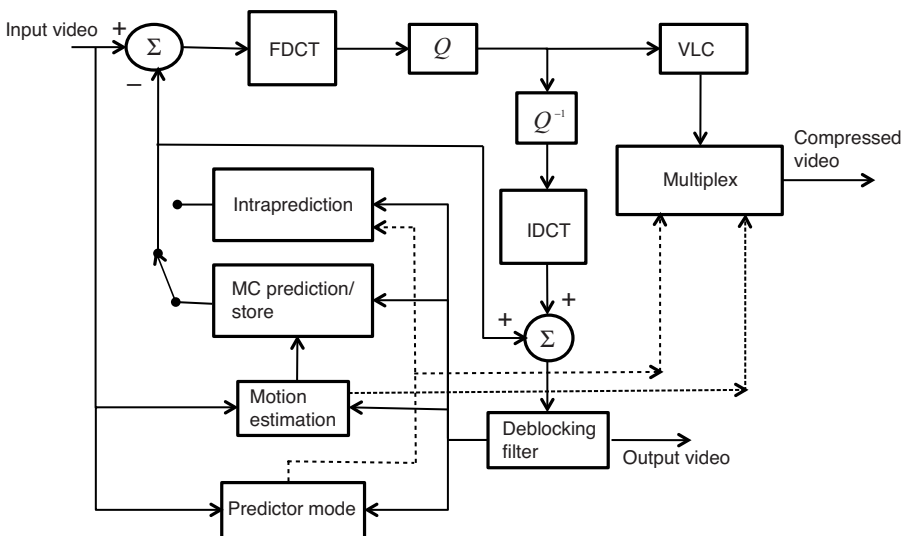 Input video
+
Σ
−
FDCT
Q
VLC
Q⁻¹
Compressed
video
Multiplex
Intraprediction
IDCT
MC prediction/
store
+
+
Σ
Motion
estimation
Deblocking
filter
Output video
Predictor mode